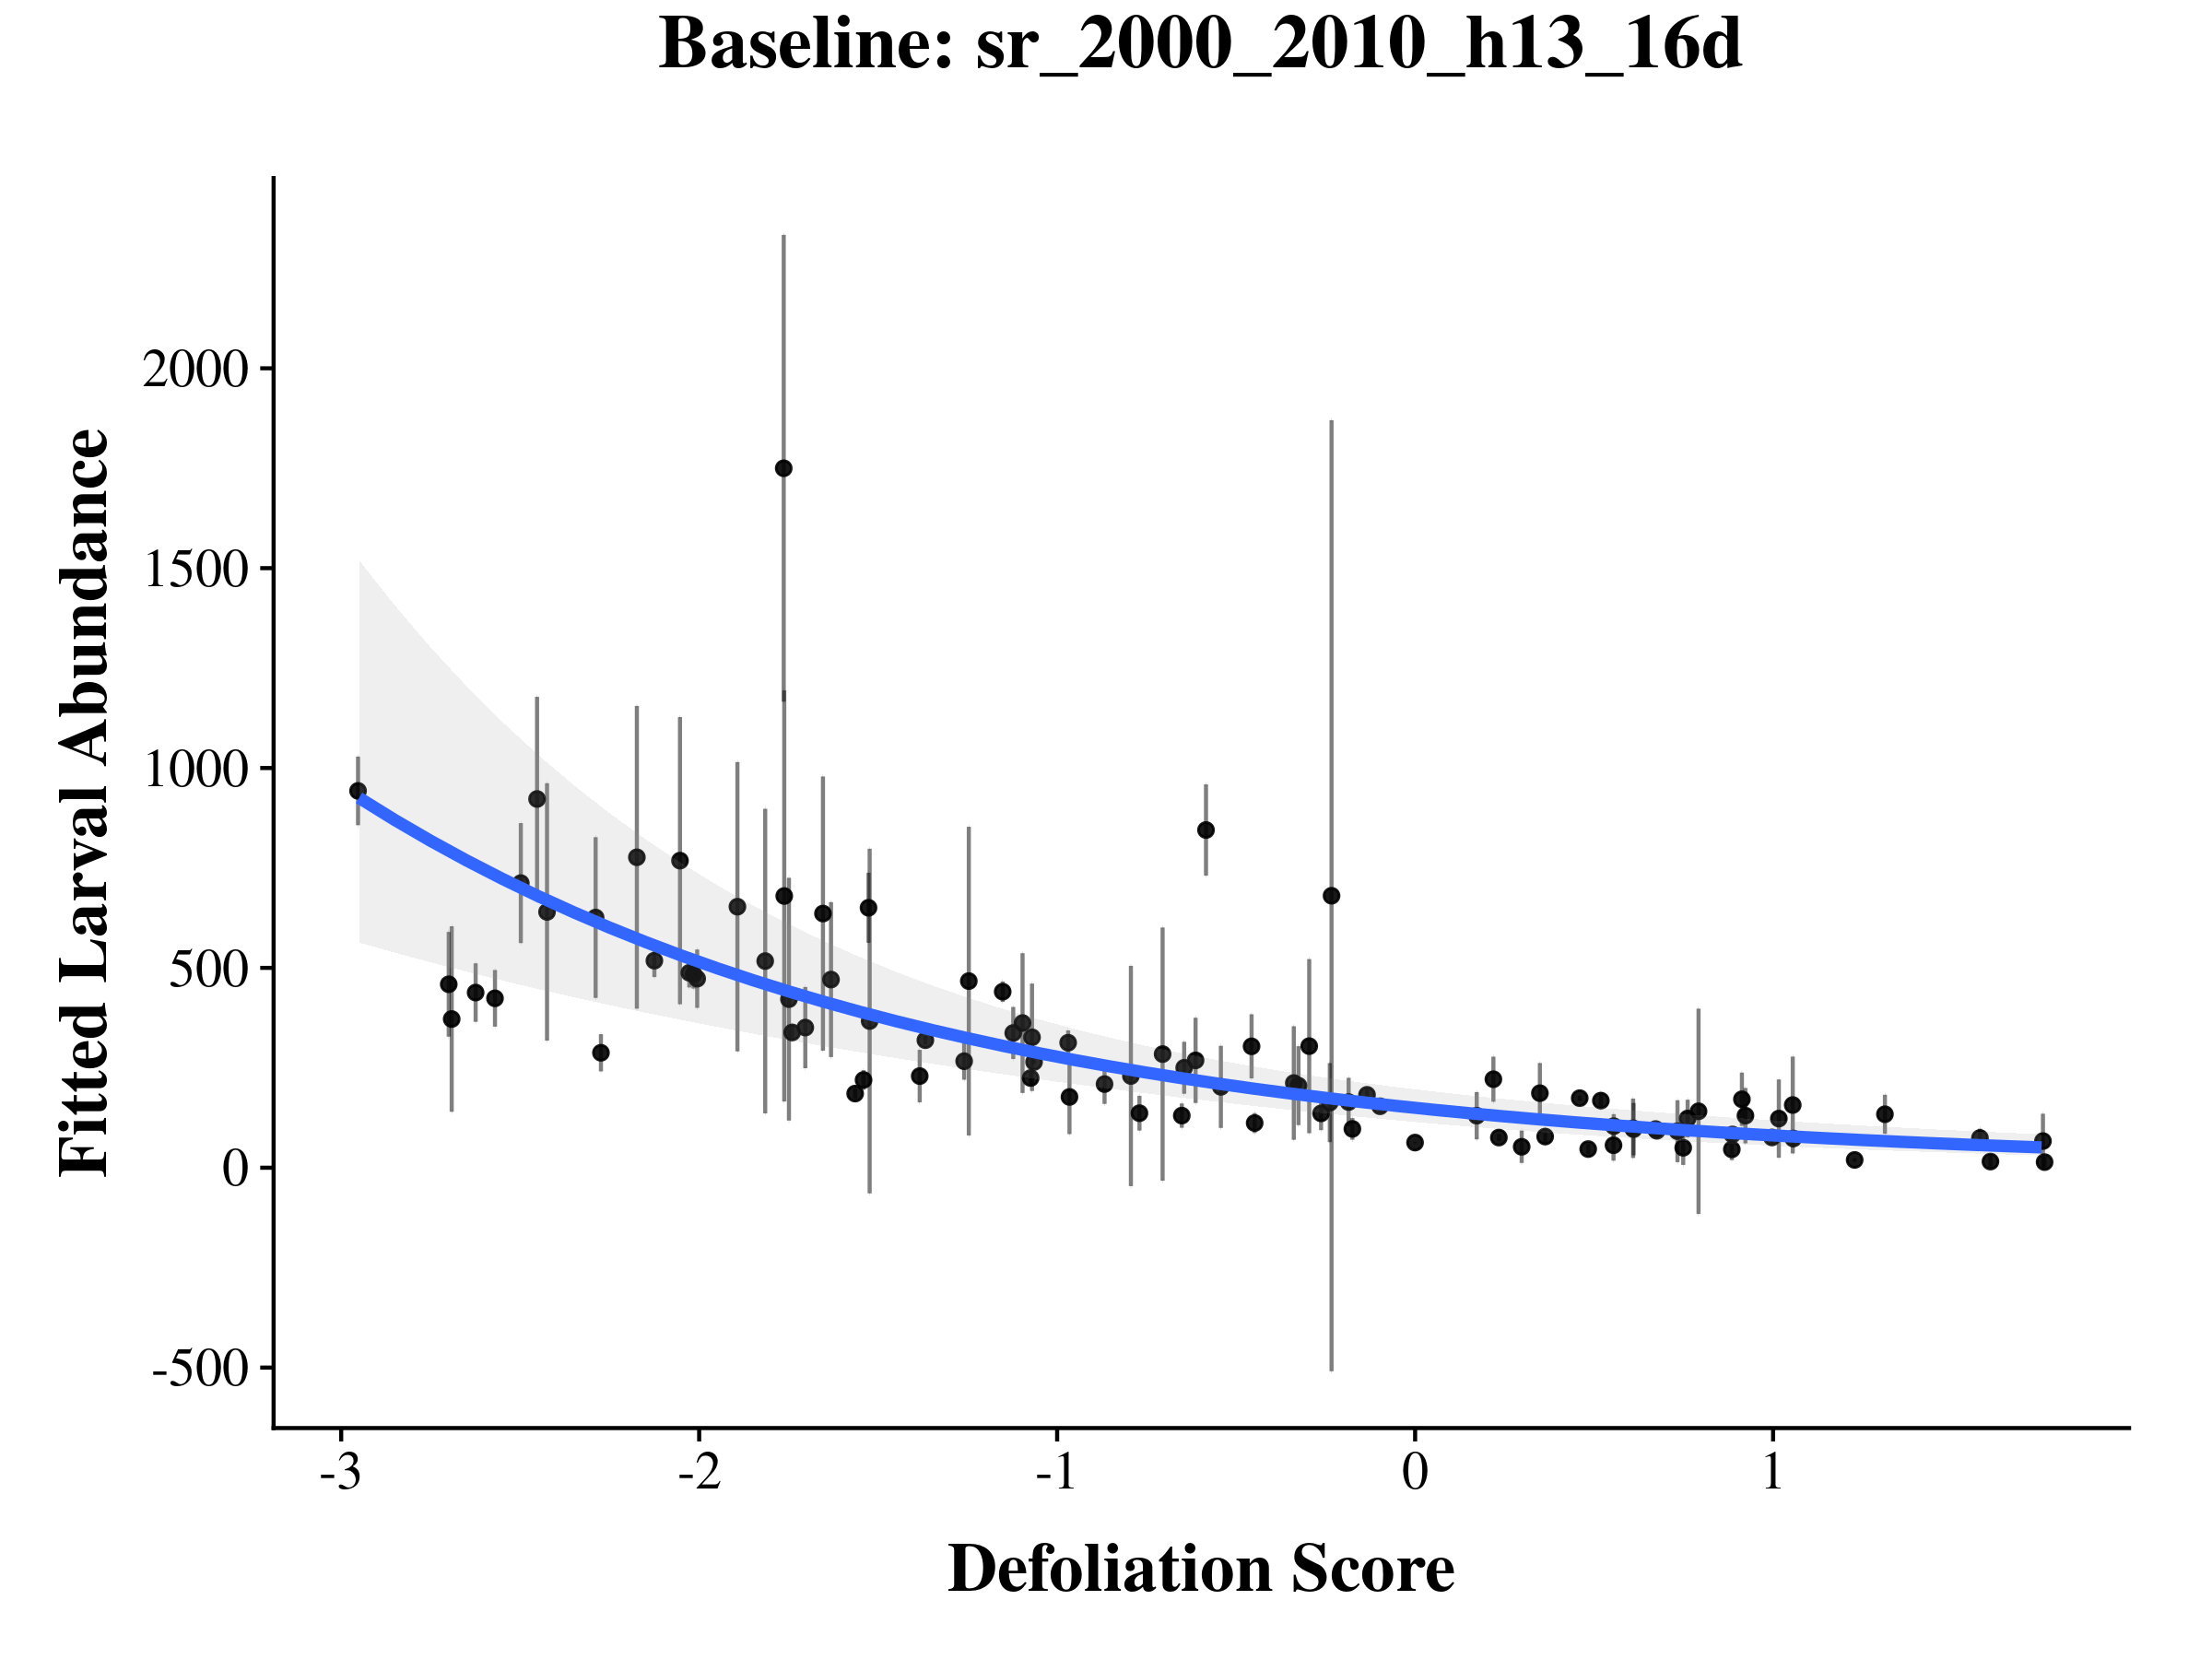 Baseline: sr_2000_2010_h13_16d
Fitted Larval Abundance
2000
1500
1000
500
0
-500
-3 -2 -1 0 1
Defoliation Score